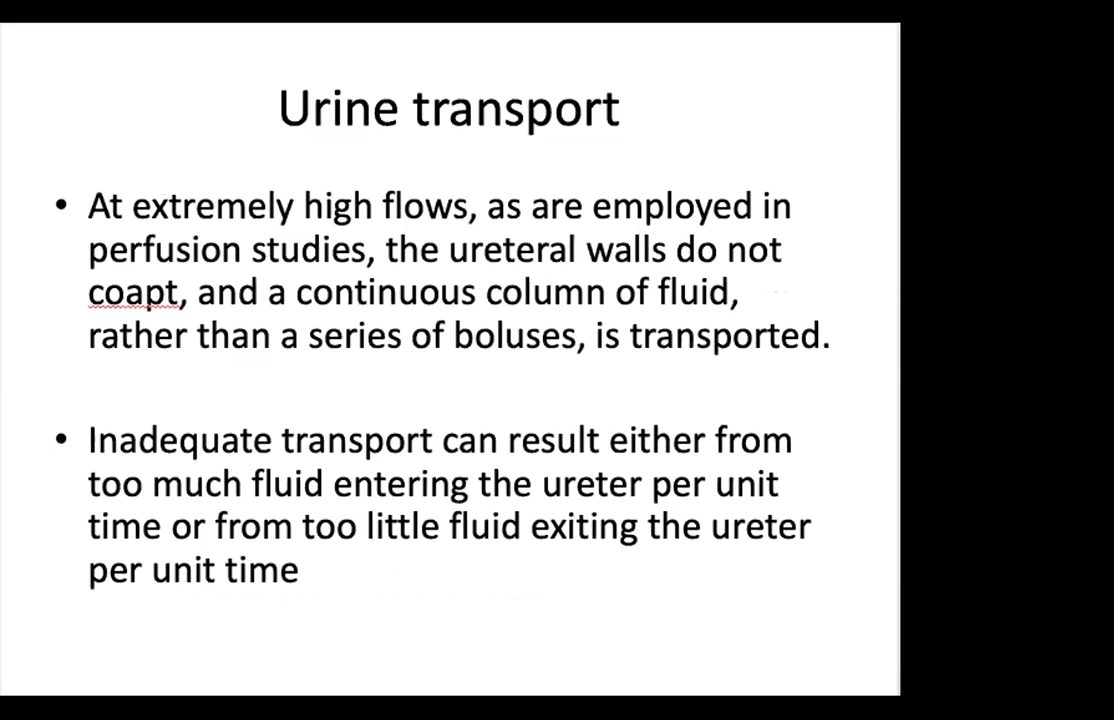 Urine transport
• At extremely high flows, as are employed in
perfusion studies, the ureteral walls do not
coapt, and a continuous column of fluid,
rather than a series of boluses, is transported.
• Inadequate transport can result either from
too much fluid entering the ureter per unit
time or from too little fluid exiting the ureter
per unit time